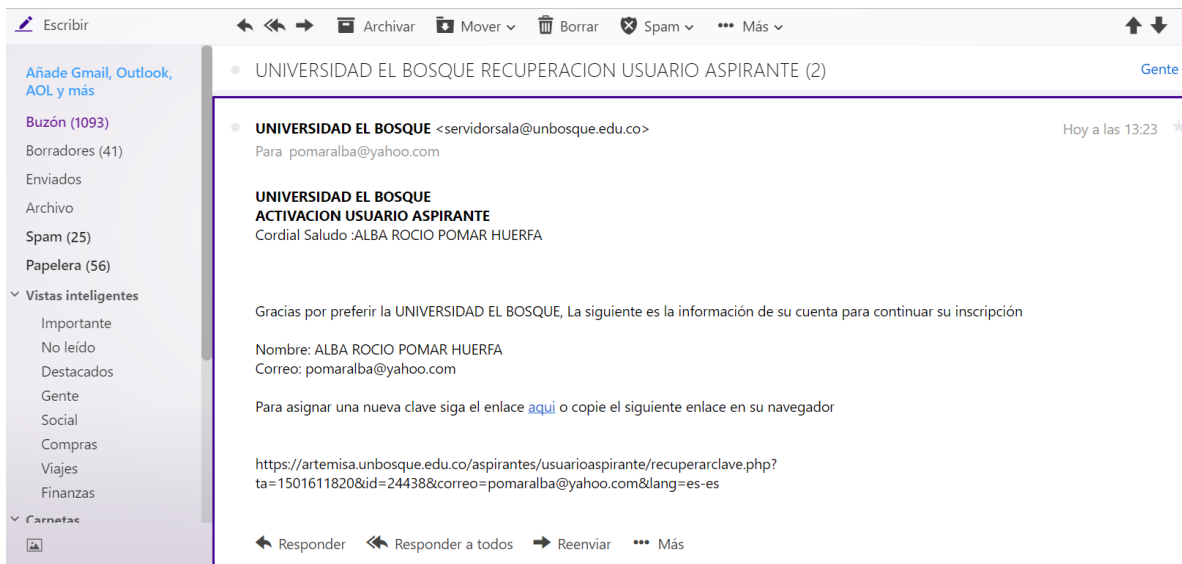 Escribir
Archivar Mover Borrar Spam ••• Más
Añade Gmail, Outlook,
AOL y más
Buzón (1093)
Borradores (41)
Enviados
Archivo
Spam (25)
Papelera (56)
Vistas inteligentes
Importante
No leído
Destacados
Gente
Social
Compras
Viajes
Finanzas
Carpetas
UNIVERSIDAD EL BOSQUE RECUPERACION USUARIO ASPIRANTE (2) Gente
UNIVERSIDAD EL BOSQUE <servidorsala@unbosque.edu.co> Hoy a las 13:23
Para pomaralba@yahoo.com
UNIVERSIDAD EL BOSQUE
ACTIVACION USUARIO ASPIRANTE
Cordial Saludo :ALBA ROCIO POMAR HUERFA
Gracias por preferir la UNIVERSIDAD EL BOSQUE, La siguiente es la información de su cuenta para continuar su inscripción
Nombre: ALBA ROCIO POMAR HUERFA
Correo: pomaralba@yahoo.com
Para asignar una nueva clave siga el enlace aqui o copie el siguiente enlace en su navegador
https://artemisa.unbosque.edu.co/aspirantes/usuarioaspirante/recuperarclave.php?
ta=1501611820&id=24438&correo=pomaralba@yahoo.com&lang=es-es
Responder Responder a todos Reenviar ••• Más